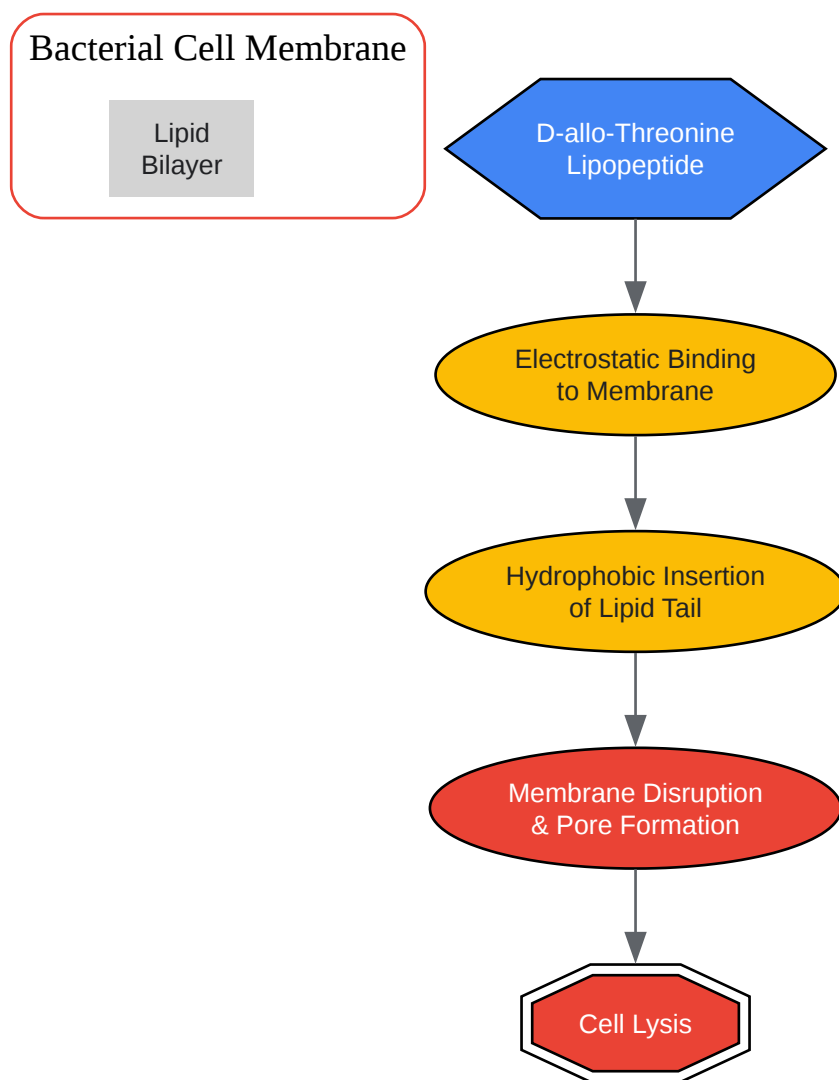 Bacterial Cell Membrane
Lipid
Bilayer
D-allo-Threonine
Lipopeptide
Electrostatic Binding
to Membrane
Hydrophobic Insertion
of Lipid Tail
Membrane Disruption
& Pore Formation
Cell Lysis